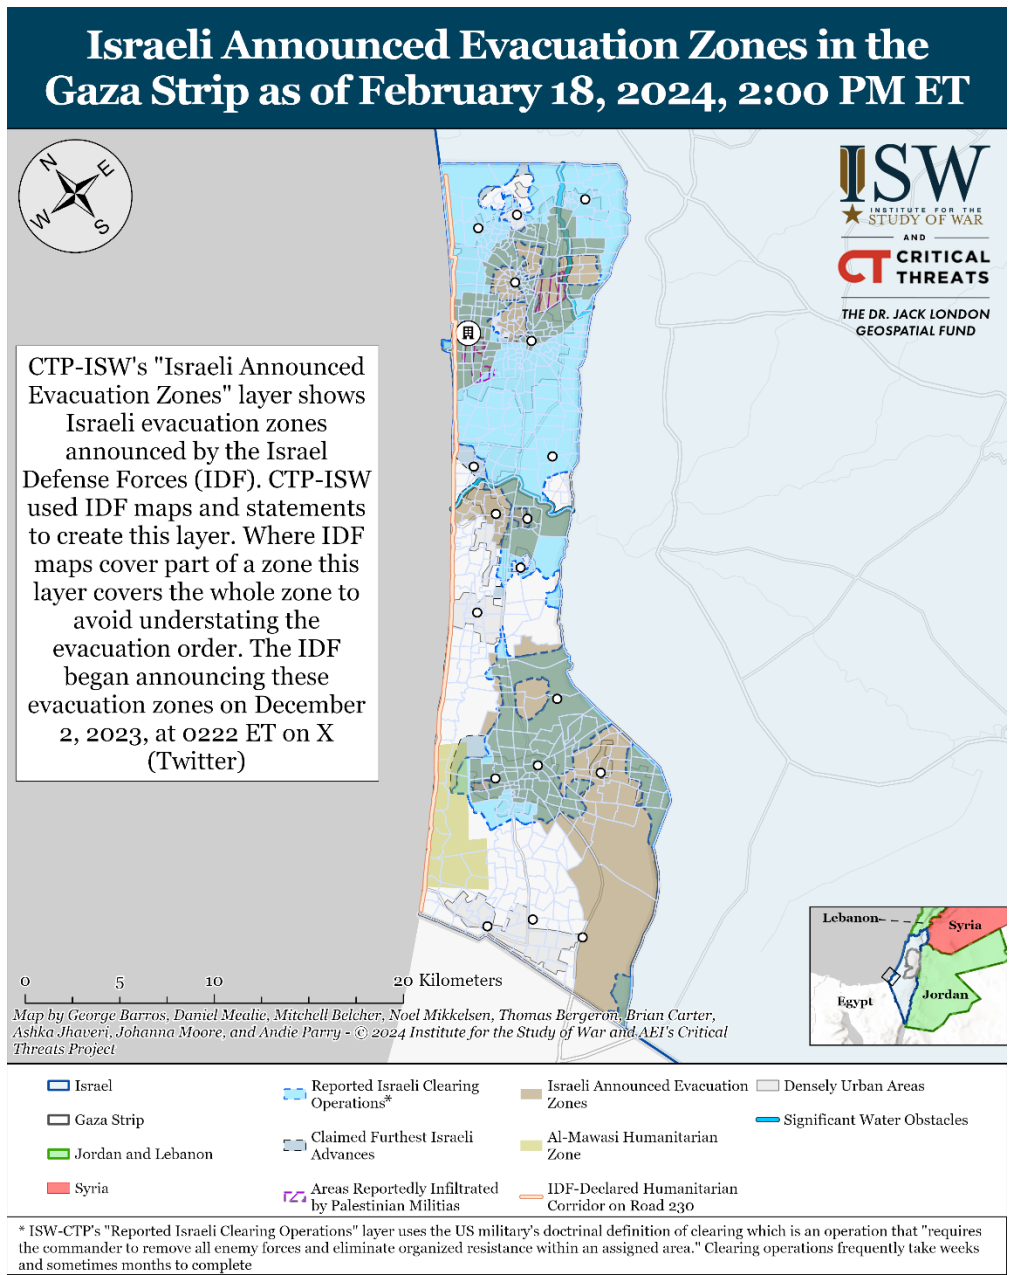 Israeli Announced Evacuation Zones in the
Gaza Strip as of February 18, 2024, 2:00 PM ET
N
E
W
S
ISW
INSTITUTE FOR THE
STUDY OF WAR
AND
CT CRITICAL
THREATS
THE DR. JACK LONDON
GEOSPATIAL FUND
CTP-ISW's "Israeli Announced
Evacuation Zones" layer shows
Israeli evacuation zones
announced by the Israel
Defense Forces (IDF). CTP-ISW
used IDF maps and statements
to create this layer. Where IDF
maps cover part of a zone this
layer covers the whole zone to
avoid understating the
evacuation order. The IDF
began announcing these
evacuation zones on December
2, 2023, at 0222 ET on X
(Twitter)
Lebanon
Syria
Egypt
Jordan
0 5 10 20 Kilometers
Map by George Barros, Daniel Mealie, Mitchell Belcher, Noel Mikkelsen, Thomas Bergeron, Brian Carter,
Ashka Jhaveri, Johanna Moore, and Andie Parry - © 2024 Institute for the Study of War and AEI's Critical
Threats Project
Israel
Gaza Strip
Jordan and Lebanon
Syria
Reported Israeli Clearing
Operations*
Claimed Furthest Israeli
Advances
Areas Reportedly Infiltrated
by Palestinian Militias
Israeli Announced Evacuation
Zones
Al-Mawasi Humanitarian
Zone
IDF-Declared Humanitarian
Corridor on Road 230
Densely Urban Areas
Significant Water Obstacles
* ISW-CTP's "Reported Israeli Clearing Operations" layer uses the US military's doctrinal definition of clearing which is an operation that "requires
the commander to remove all enemy forces and eliminate organized resistance within an assigned area." Clearing operations frequently take weeks
and sometimes months to complete